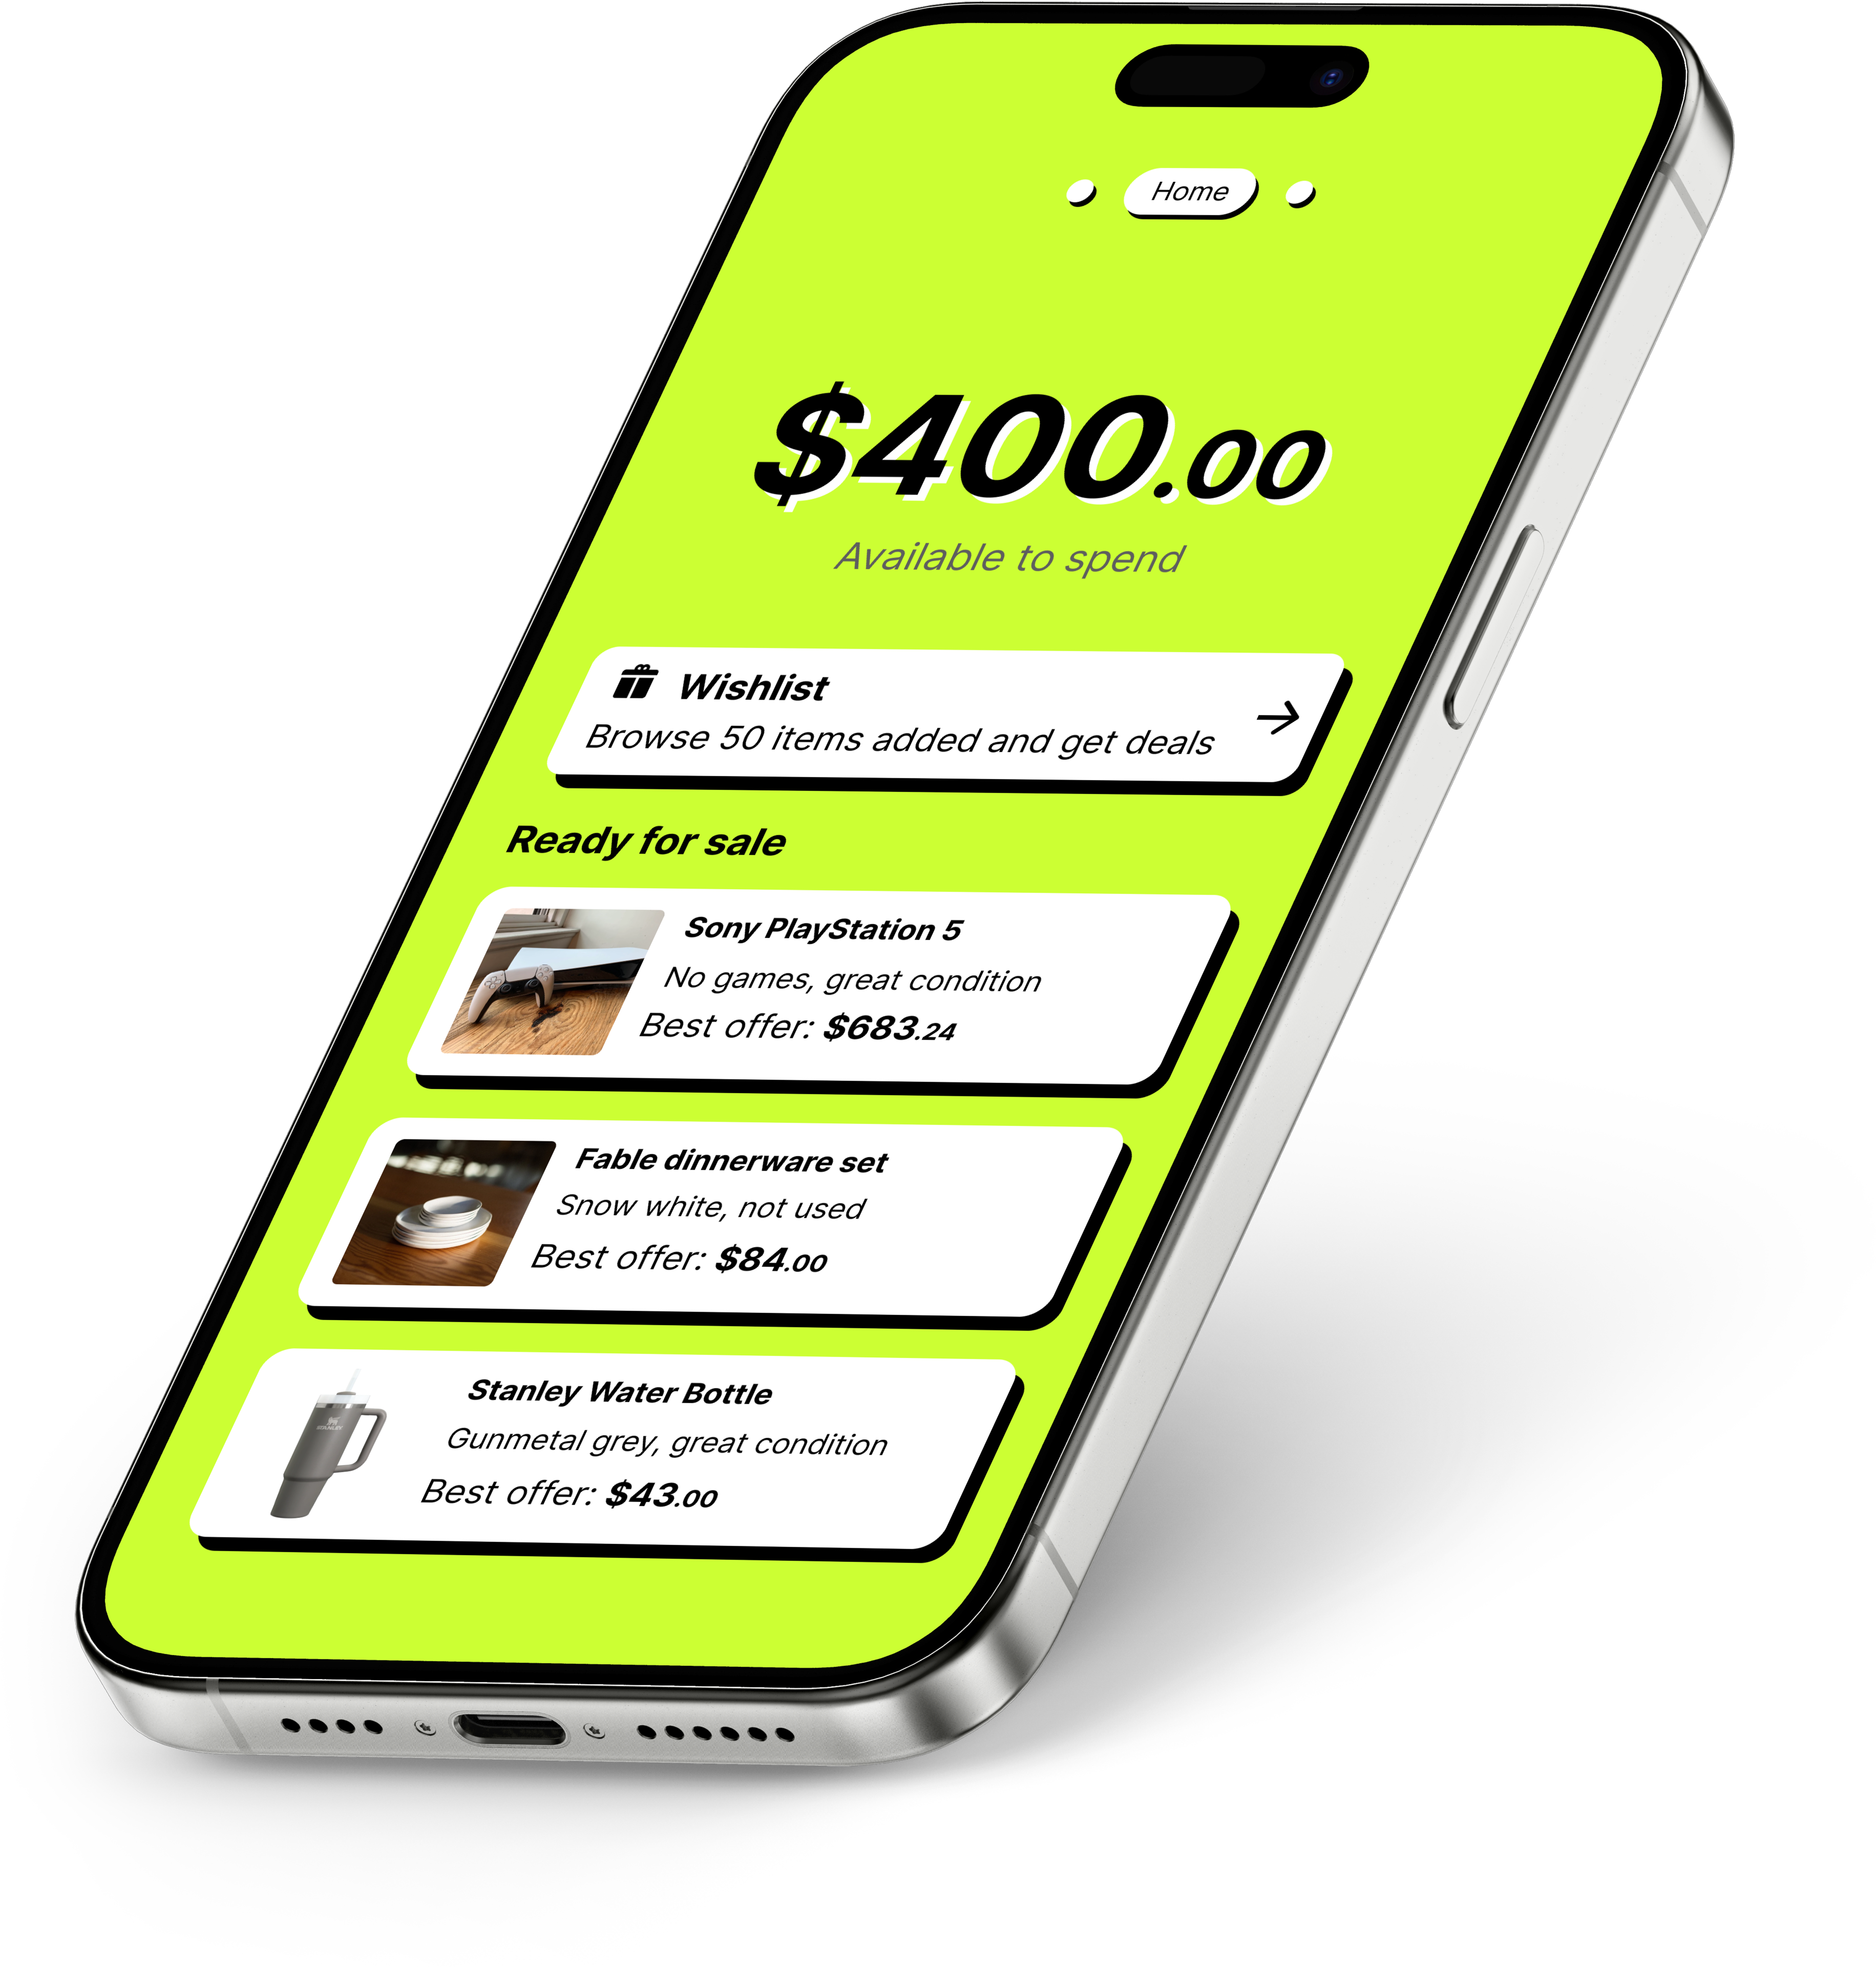 Home
$400.00
Available to spend
Wishlist
Browse 50 items added and get deals
Ready for sale
Sony PlayStation 5
No games, great condition
Best offer: $683.24
Fable dinnerware set
Snow white, not used
Best offer: $84.00
Stanley Water Bottle
STANLEY
Gunmetal grey, great condition
Best offer: $43.00